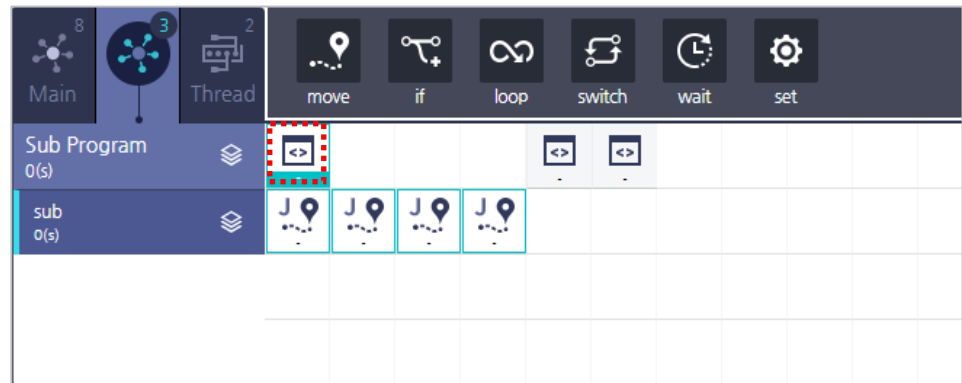 8
3
2
Main
Thread
move
if
loop
switch
wait
set
Sub Program
0(s)
<>
<>
<>
-
-
-
sub
0(s)
J
J
J
J
-
-
-
-